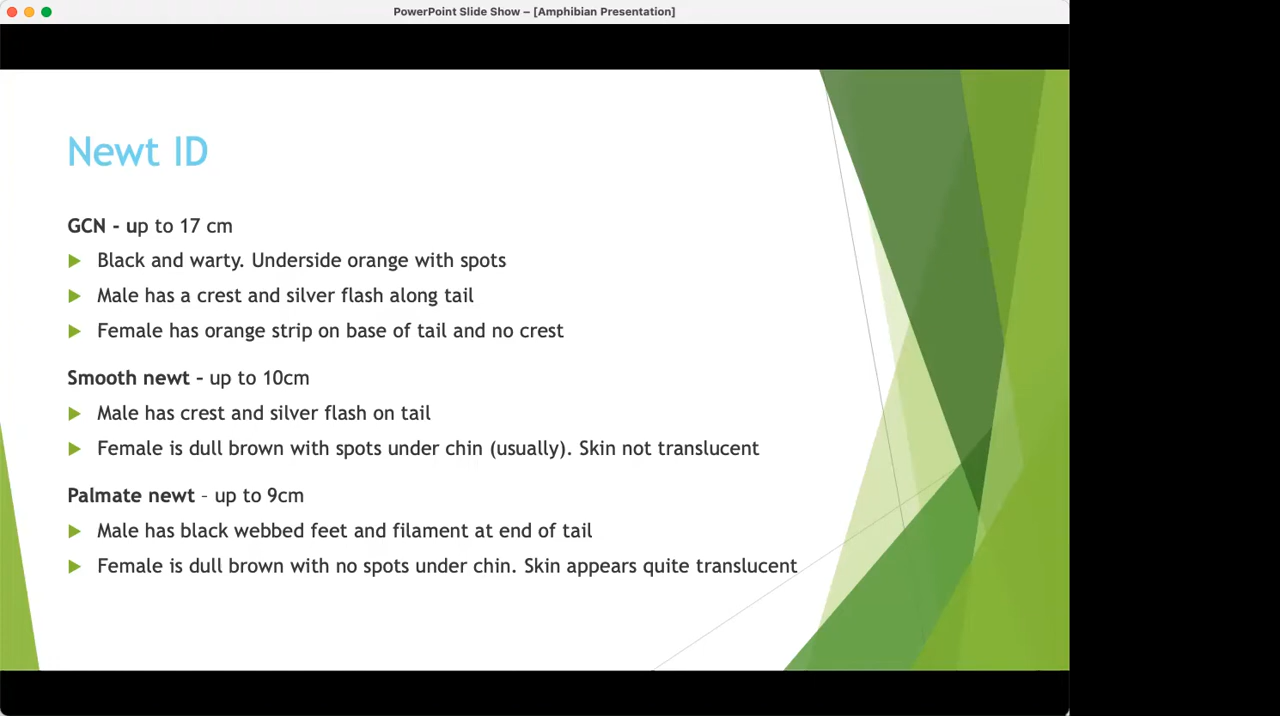 PowerPoint Slide Show – [Amphibian Presentation]
Newt ID
GCN - up to 17 cm
Black and warty. Underside orange with spots
Male has a crest and silver flash along tail
Female has orange strip on base of tail and no crest
Smooth newt – up to 10cm
Male has crest and silver flash on tail
Female is dull brown with spots under chin (usually). Skin not translucent
Palmate newt – up to 9cm
Male has black webbed feet and filament at end of tail
Female is dull brown with no spots under chin. Skin appears quite translucent